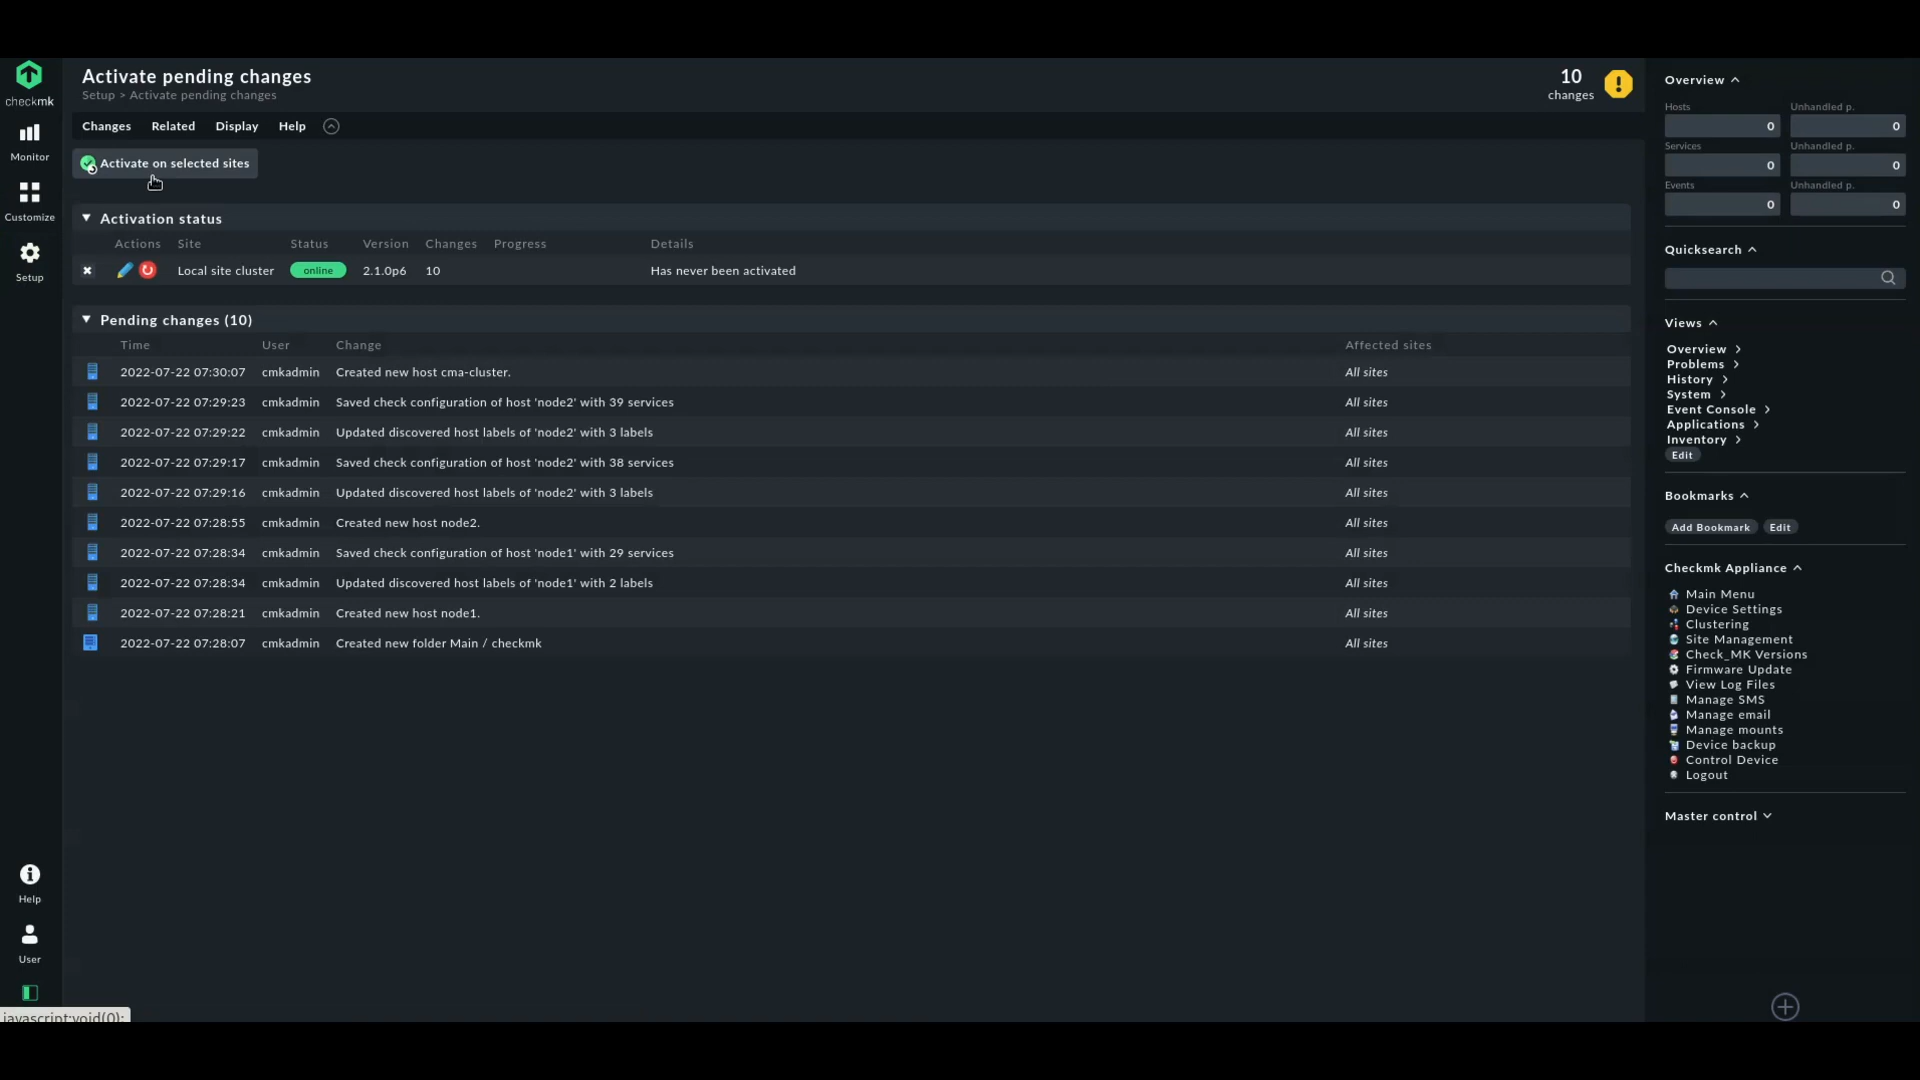 Activate pending changes
Setup > Activate pending changes
10
changes
checkmk
Monitor
Customize
Setup
Help
User
Changes Related Display Help
Activate on selected sites
Activation status
Actions Site Status Version Changes Progress Details
Local site cluster online 2.1.0p6 10 Has never been activated
Pending changes (10)
Time User Change Affected sites
2022-07-22 07:30:07 cmkadmin Created new host cma-cluster. All sites
2022-07-22 07:29:23 cmkadmin Saved check configuration of host 'node2' with 39 services All sites
2022-07-22 07:29:22 cmkadmin Updated discovered host labels of 'node2' with 3 labels All sites
2022-07-22 07:29:17 cmkadmin Saved check configuration of host 'node2' with 38 services All sites
2022-07-22 07:29:16 cmkadmin Updated discovered host labels of 'node2' with 3 labels All sites
2022-07-22 07:28:55 cmkadmin Created new host node2. All sites
2022-07-22 07:28:34 cmkadmin Saved check configuration of host 'node1' with 29 services All sites
2022-07-22 07:28:34 cmkadmin Updated discovered host labels of 'node1' with 2 labels All sites
2022-07-22 07:28:21 cmkadmin Created new host node1. All sites
2022-07-22 07:28:07 cmkadmin Created new folder Main / checkmk All sites
javascript:void(0);
Overview
Hosts Unhandled p.
0 0
Services Unhandled p.
0 0
Events Unhandled p.
0 0
Quicksearch
Views
Overview
Problems
History
System
Event Console
Applications
Inventory
Edit
Bookmarks
Add Bookmark Edit
Checkmk Appliance
Main Menu
Device Settings
Clustering
Site Management
Check_MK Versions
Firmware Update
View Log Files
Manage SMS
Manage email
Manage mounts
Device backup
Control Device
Logout
Master control